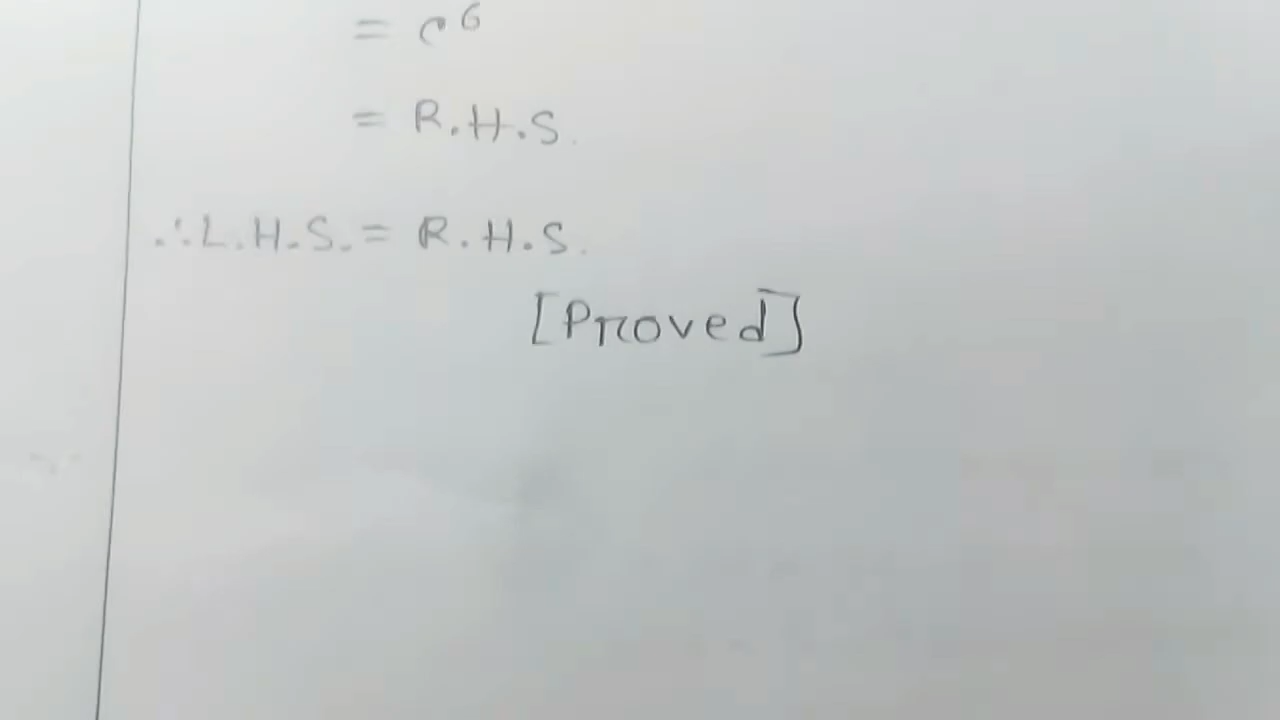 = c⁶
= R.H.S.
∴ L.H.S. = R.H.S.
[Proved]